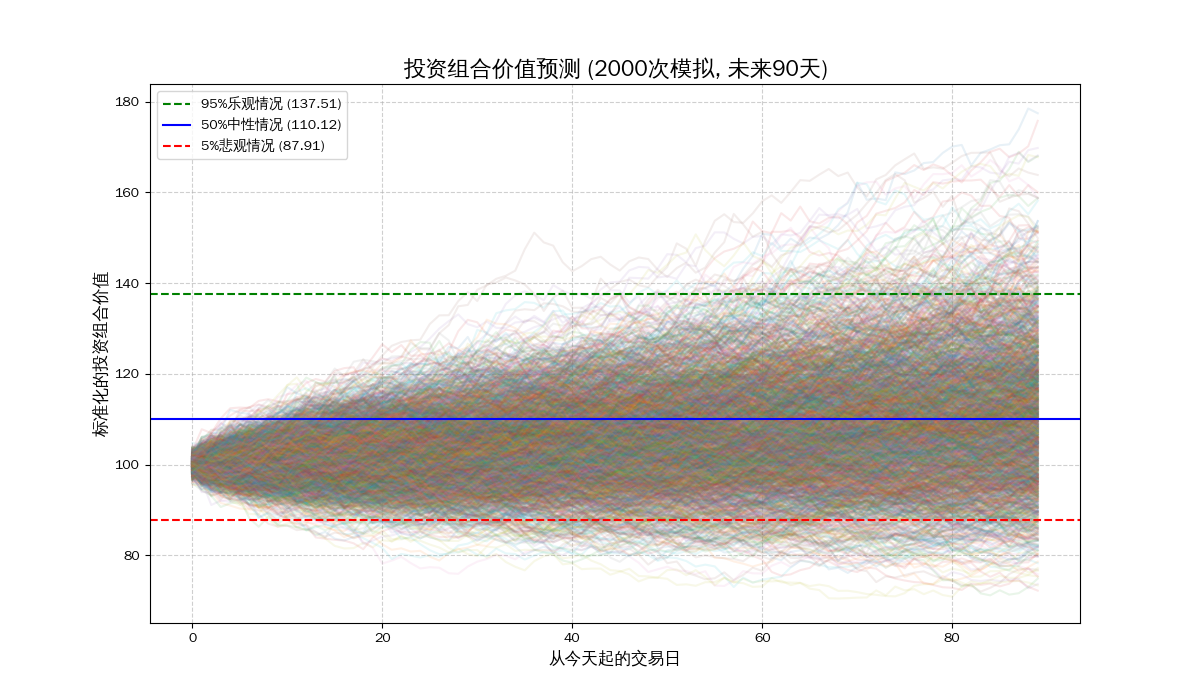 投资组合价值预测 (2000次模拟, 未来90天)
95%乐观情况 (137.51)
50%中性情况 (110.12)
5%悲观情况 (87.91)
标准化的投资组合价值
180
160
140
120
100
80
0
20
40
60
80
从今天起的交易日